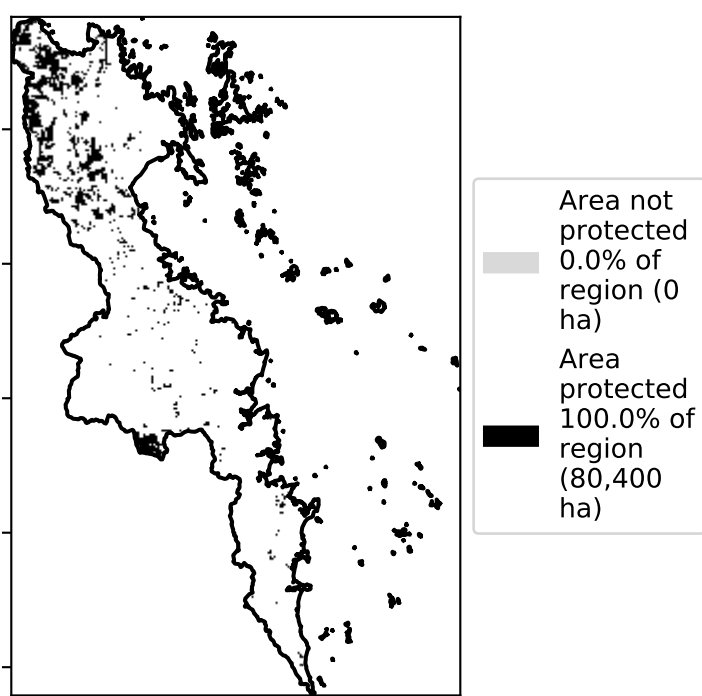 Area not
protected
0.0% of
region (0
ha)
Area
protected
100.0% of
region
(80,400
ha)